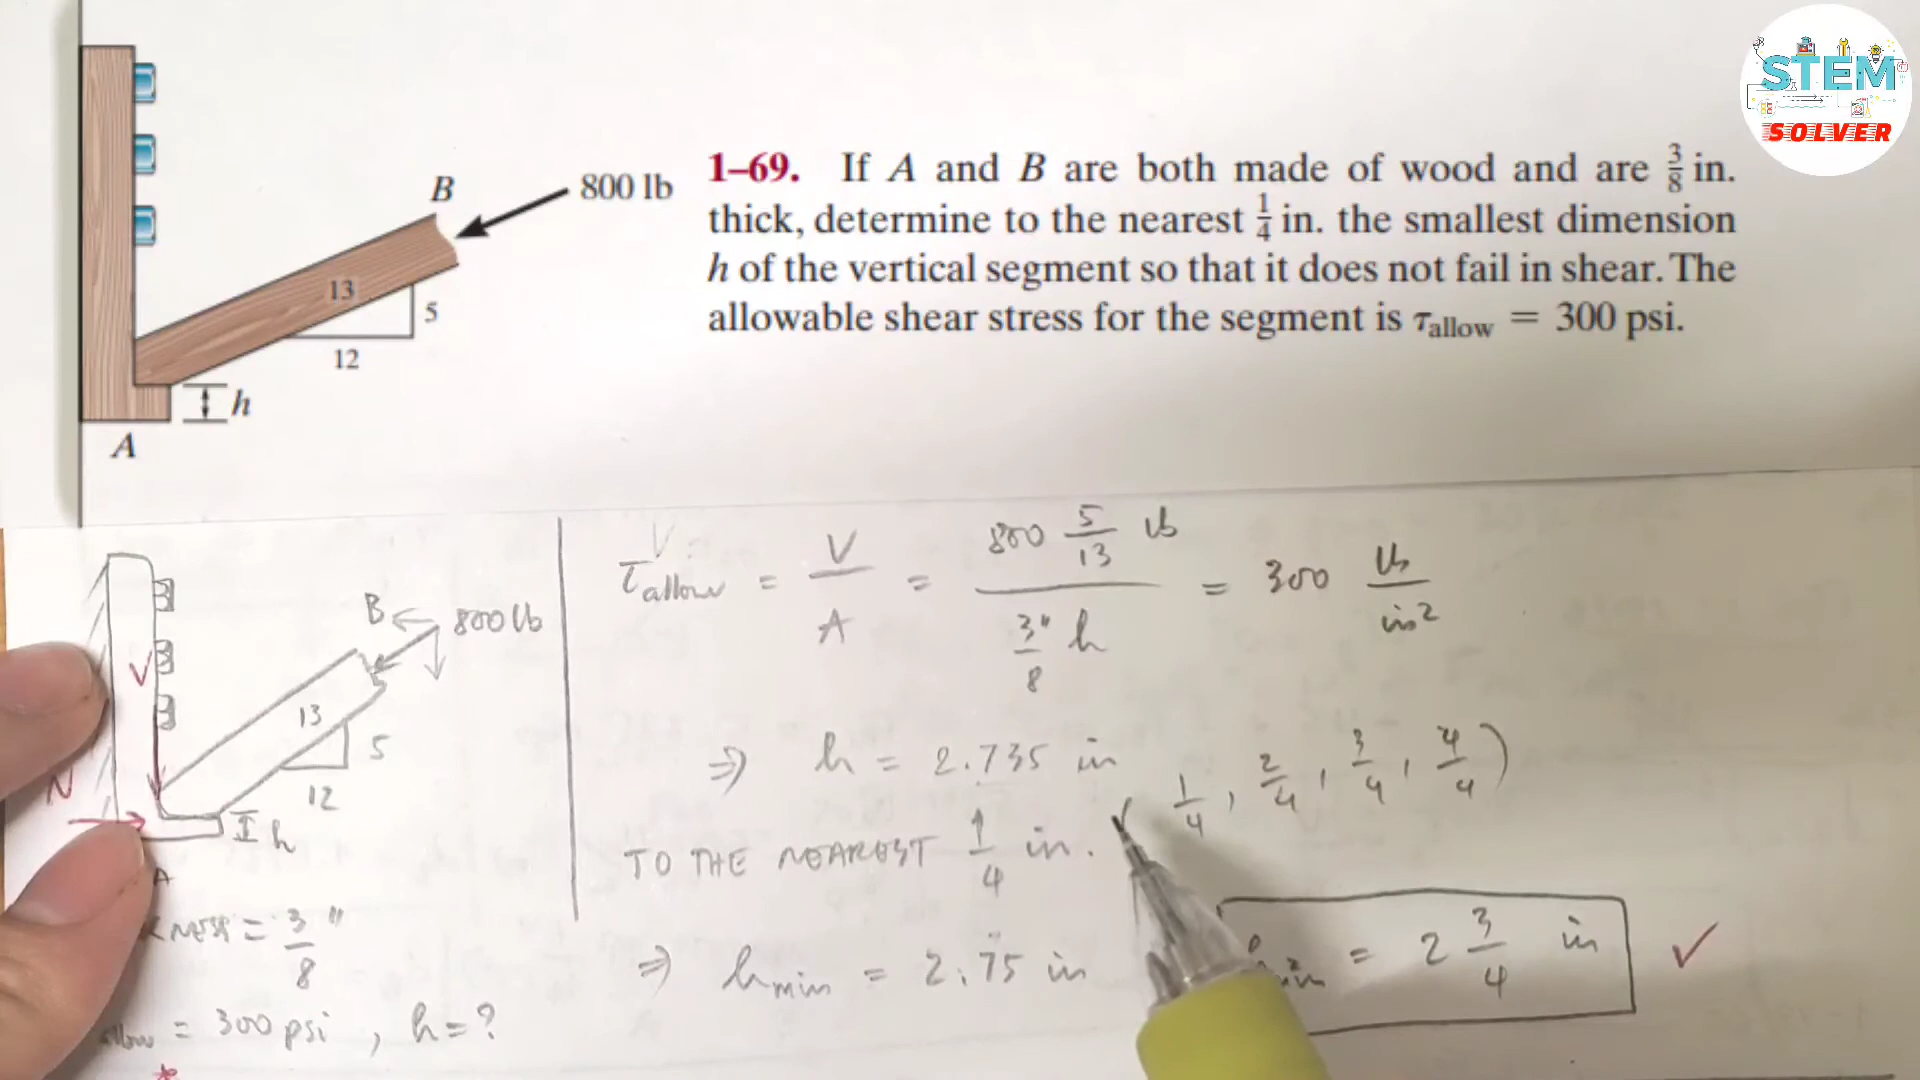 STEM
SOLVER
1–69. If A and B are both made of wood and are 3/8 in.
thick, determine to the nearest 1/4 in. the smallest dimension
h of the vertical segment so that it does not fail in shear. The
allowable shear stress for the segment is τallow = 300 psi.
B
800 lb
13
5
12
h
A
B
800 lb
V
13
5
12
N
h
A
KNESS = 3/8 "
allow = 300 psi, h = ?
τallow = V/A = 800 5/13 lb / 3/8" h = 300 lb/in²
⇒ h = 2.735 in
TO THE NEAREST 1/4 in. (1/4, 2/4, 3/4, 4/4)
⇒ hmin = 2.75 in
= 2 3/4 in ✓